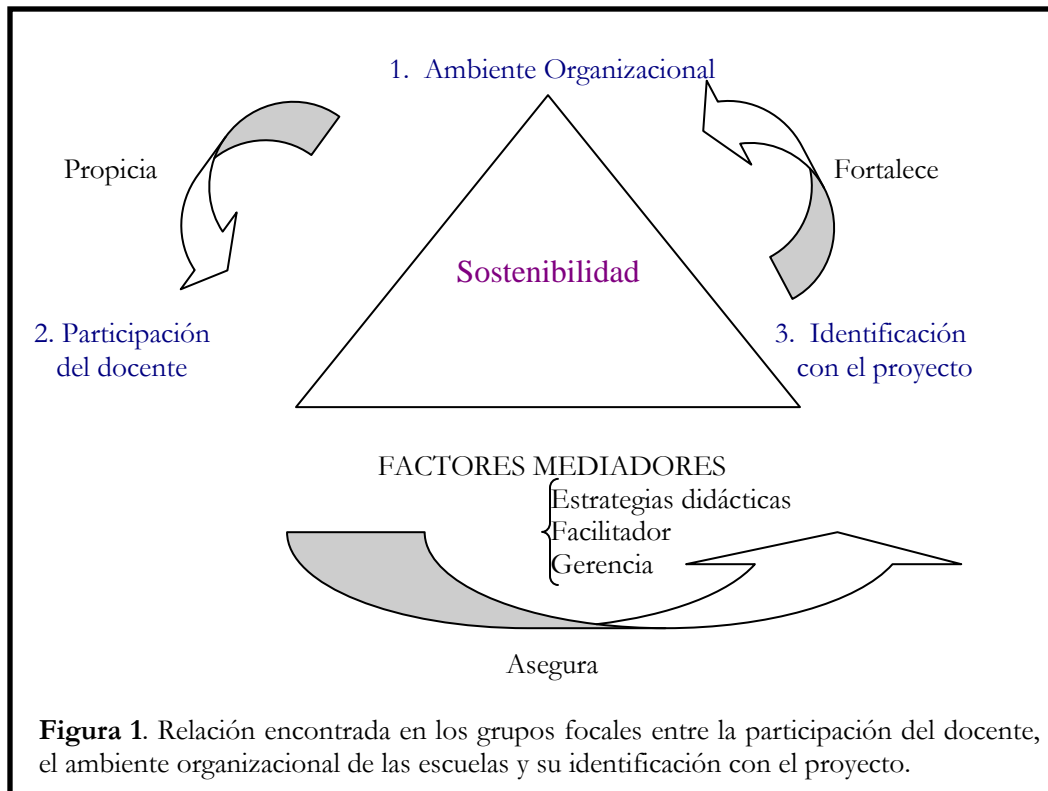 1. Ambiente Organizacional
Propicia
Fortalece
Sostenibilidad
2. Participación
del docente
3. Identificación
con el proyecto
FACTORES MEDIADORES
Estrategias didácticas
Facilitador
Gerencia
Asegura
Figura 1. Relación encontrada en los grupos focales entre la participación del docente,
el ambiente organizacional de las escuelas y su identificación con el proyecto.